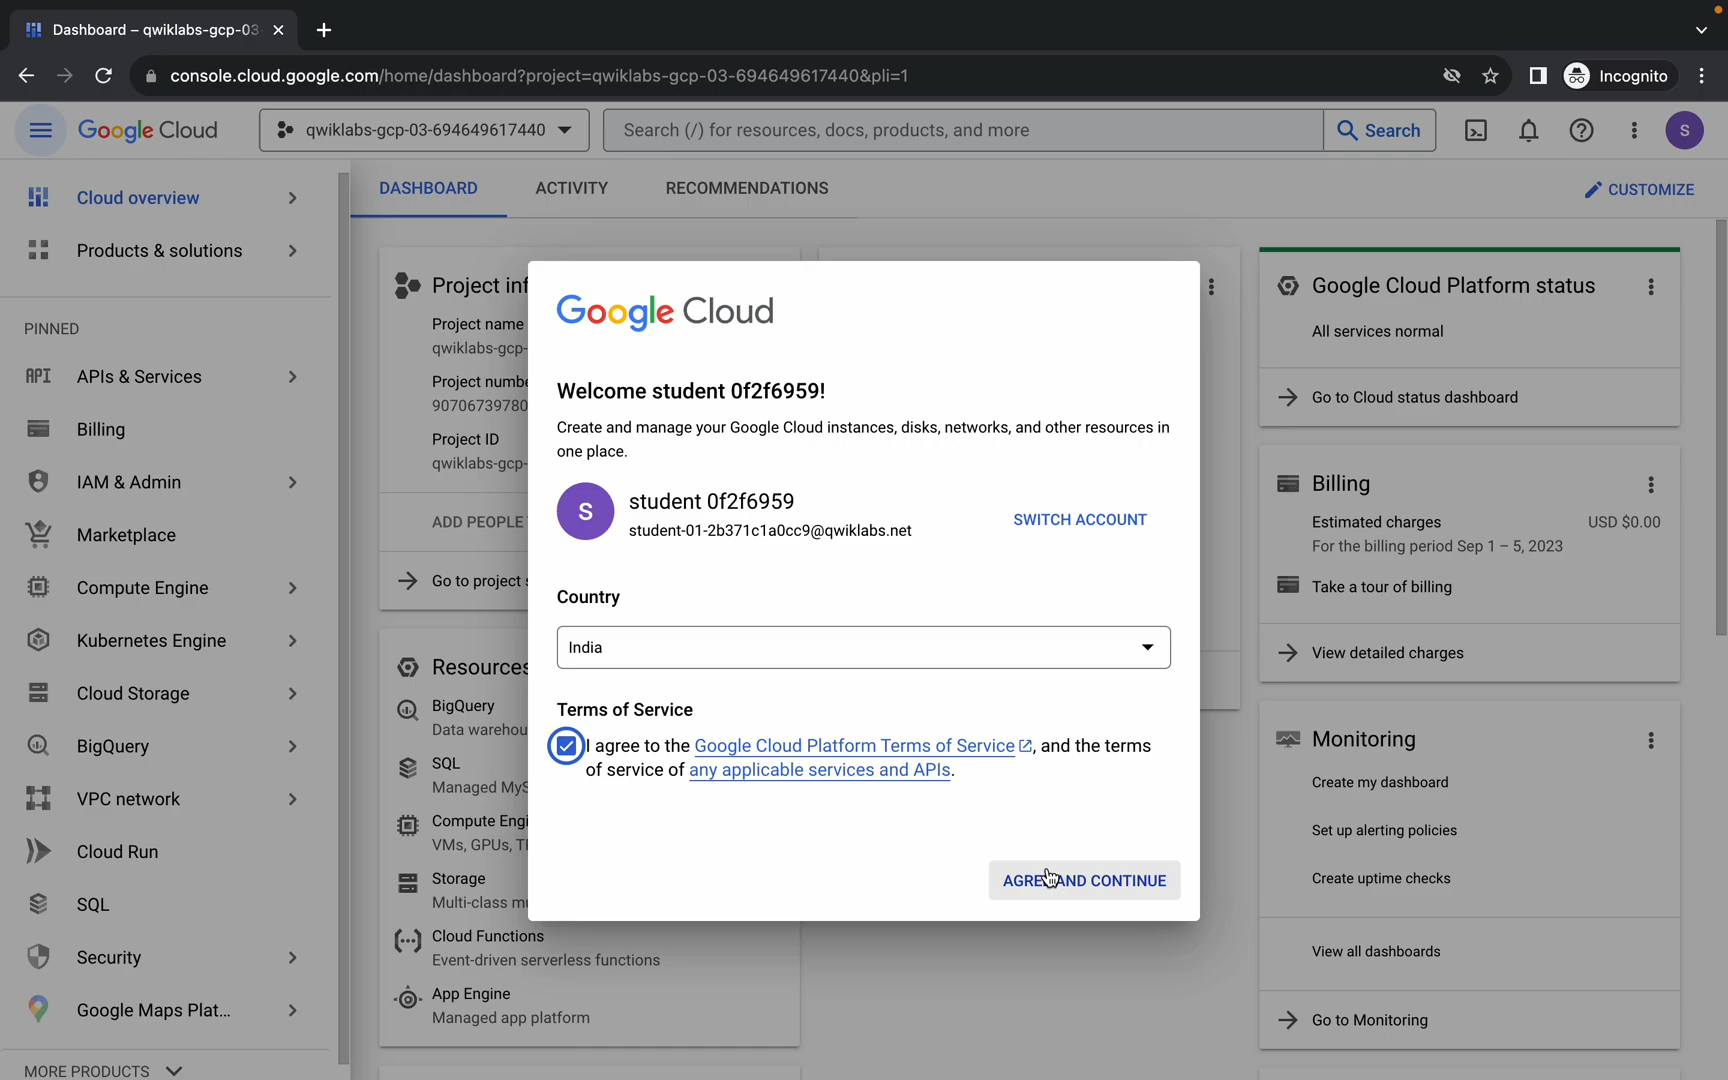 Dashboard – qwiklabs-gcp-03-
console.cloud.google.com/home/dashboard?project=qwiklabs-gcp-03-694649617440&pli=1
Incognito
Google Cloud
qwiklabs-gcp-03-694649617440
Search (/) for resources, docs, products, and more
Search
S
Cloud overview
Products & solutions
PINNED
API
APIs & Services
Billing
IAM & Admin
Marketplace
Compute Engine
Kubernetes Engine
Cloud Storage
BigQuery
VPC network
Cloud Run
SQL
Security
Google Maps Plat...
MORE PRODUCTS
DASHBOARD
ACTIVITY
RECOMMENDATIONS
CUSTOMIZE
Project inf
Project name
qwiklabs-gcp-
Project numbe
90706739780
Project ID
qwiklabs-gcp-
ADD PEOPLE
Go to project s
Resources
BigQuery
Data warehou
SQL
Managed MyS
Compute Engi
VMs, GPUs, T
Storage
Multi-class mu
Cloud Functions
Event-driven serverless functions
App Engine
Managed app platform
Google Cloud
Welcome student 0f2f6959!
Create and manage your Google Cloud instances, disks, networks, and other resources in
one place.
S
student 0f2f6959
student-01-2b371c1a0cc9@qwiklabs.net
SWITCH ACCOUNT
Country
India
Terms of Service
I agree to the Google Cloud Platform Terms of Service, and the terms
of service of any applicable services and APIs.
AGREE AND CONTINUE
Google Cloud Platform status
All services normal
Go to Cloud status dashboard
Billing
Estimated charges USD $0.00
For the billing period Sep 1 – 5, 2023
Take a tour of billing
View detailed charges
Monitoring
Create my dashboard
Set up alerting policies
Create uptime checks
View all dashboards
Go to Monitoring